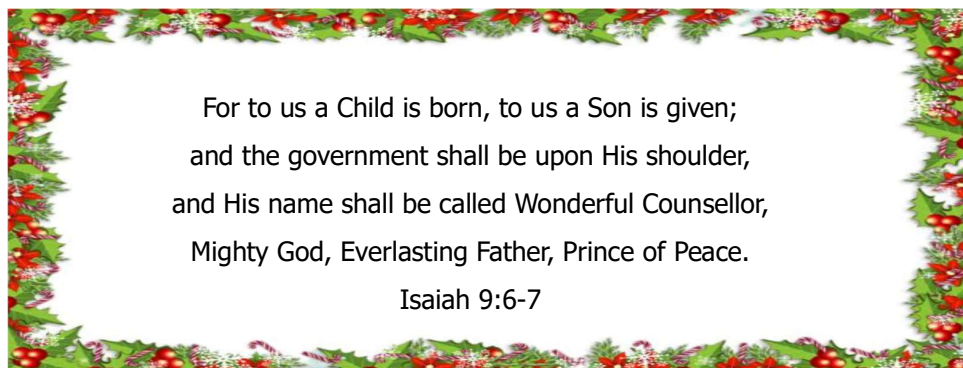 For to us a Child is born, to us a Son is given;
and the government shall be upon His shoulder,
and His name shall be called Wonderful Counsellor,
Mighty God, Everlasting Father, Prince of Peace.
Isaiah 9:6-7